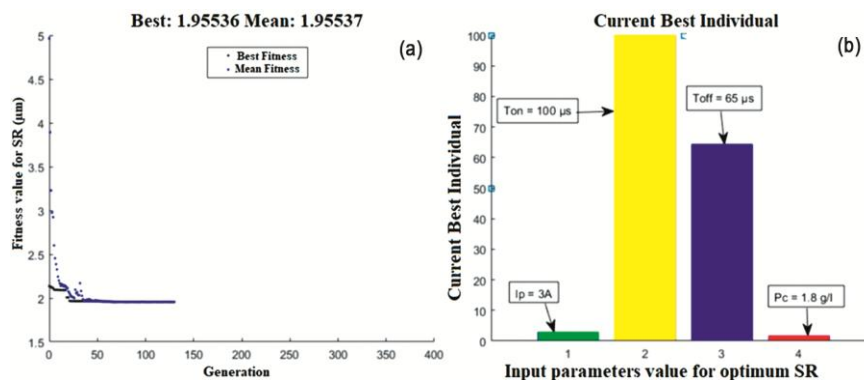 Best: 1.95536 Mean: 1.95537
(a)
Best Fitness
Mean Fitness
Fitness value for SR (μm)
5
4.5
4
3.5
3
2.5
2
1.5
0
50
100
150
200
250
300
350
400
Generation
Current Best Individual
(b)
Current Best Individual
100
90
80
70
60
50
40
30
20
10
0
Ton = 100 μs
Toff = 65 μs
Ip = 3A
Pc = 1.8 g/l
1
2
3
4
Input parameters value for optimum SR